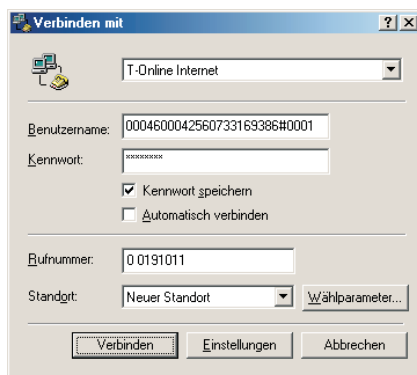 Verbinden mit
T-Online Internet
Benutzername: 0004600042560733169386#0001
Kennwort: ********
Kennwort speichern
Automatisch verbinden
Rufnummer: 0 0191011
Standort: Neuer Standort Wählparameter...
Verbinden Einstellungen Abbrechen